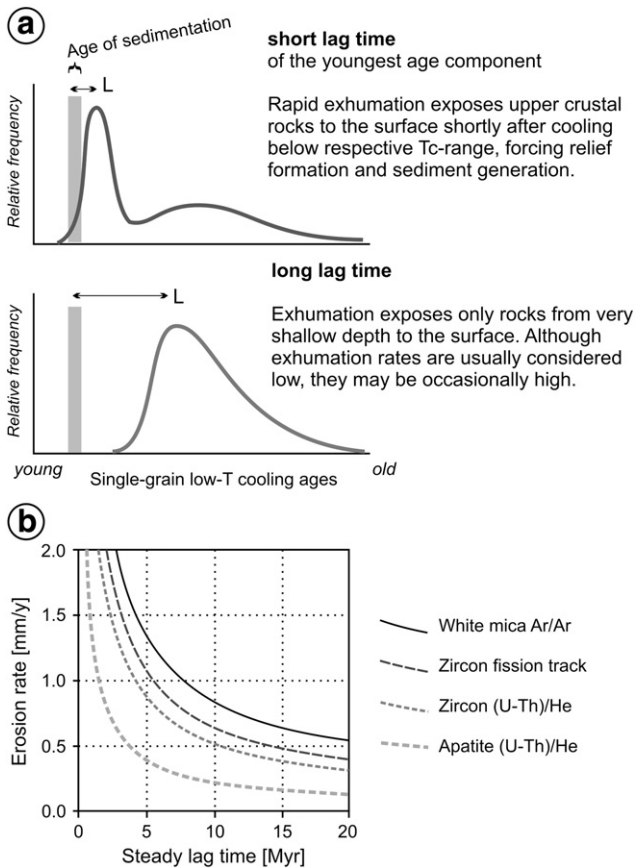 a
Age of sedimentation
L
Relative frequency
short lag time
of the youngest age component
Rapid exhumation exposes upper crustal
rocks to the surface shortly after cooling
below respective Tc-range, forcing relief
formation and sediment generation.
long lag time
L
Relative frequency
Exhumation exposes only rocks from very
shallow depth to the surface. Although
exhumation rates are usually considered
low, they may be occasionally high.
young
Single-grain low-T cooling ages
old
b
2.0
1.5
1.0
0.5
0.0
Erosion rate [mm/y]
0 5 10 15 20
Steady lag time [Myr]
White mica Ar/Ar
Zircon fission track
Zircon (U-Th)/He
Apatite (U-Th)/He